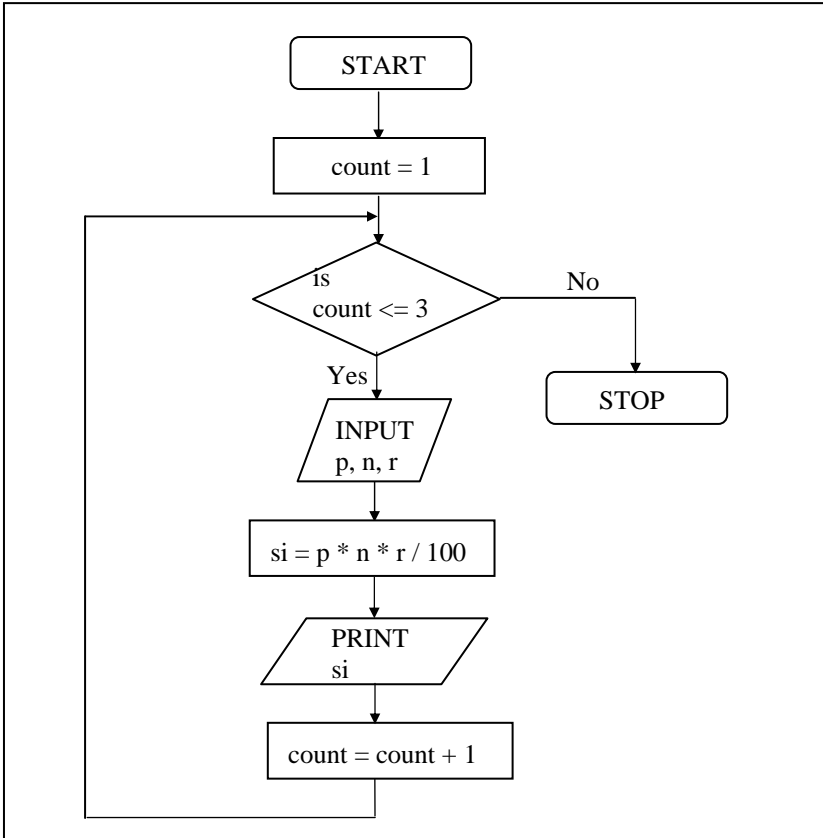 START
count = 1
is
count <= 3
No
Yes
STOP
INPUT
p, n, r
si = p * n * r / 100
PRINT
si
count = count + 1